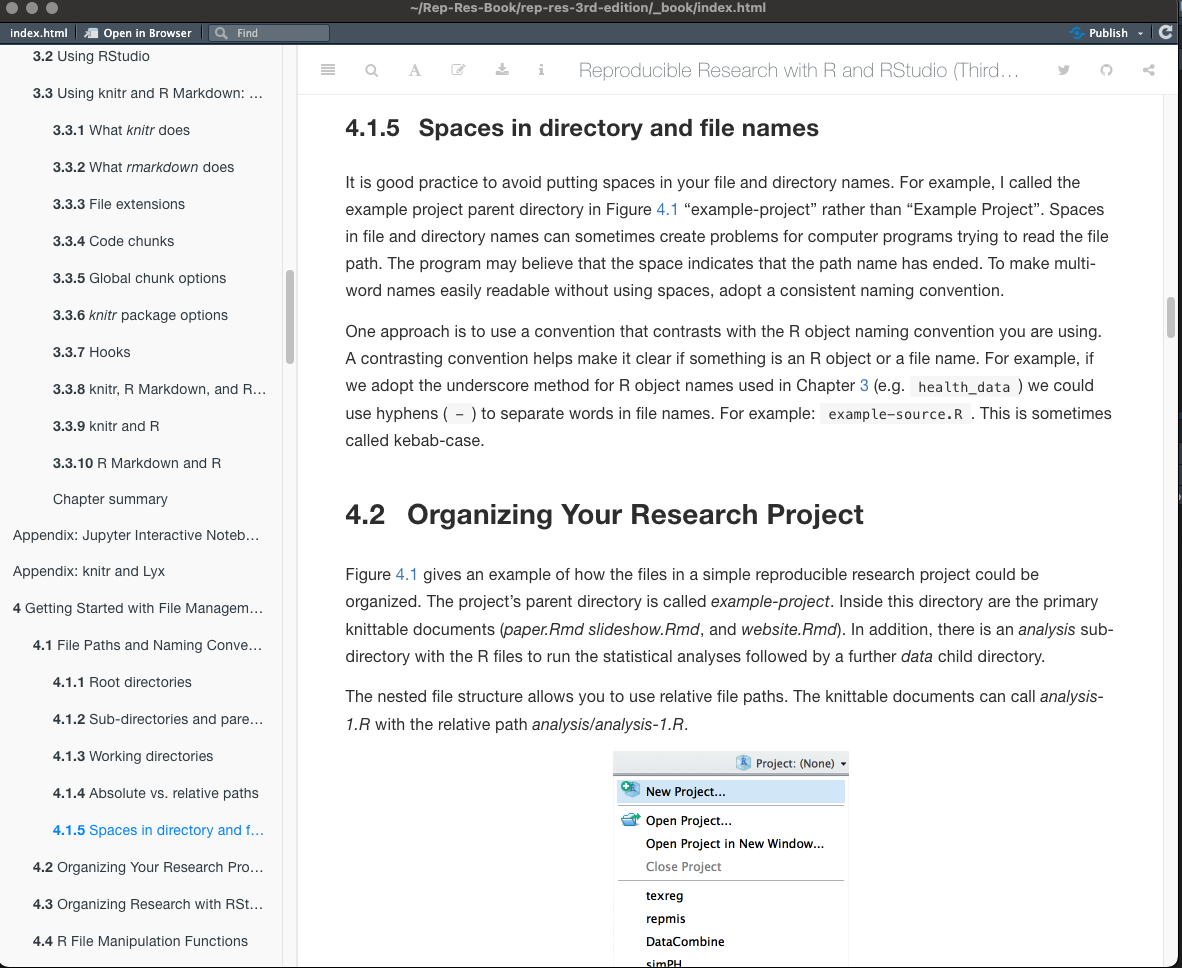 ~/Rep-Res-Book/rep-res-3rd-edition/_book/index.html
index.html
Open in Browser
Find
Publish
3.2 Using RStudio
3.3 Using knitr and R Markdown: …
3.3.1 What knitr does
3.3.2 What rmarkdown does
3.3.3 File extensions
3.3.4 Code chunks
3.3.5 Global chunk options
3.3.6 knitr package options
3.3.7 Hooks
3.3.8 knitr, R Markdown, and R…
3.3.9 knitr and R
3.3.10 R Markdown and R
Chapter summary
Appendix: Jupyter Interactive Noteb…
Appendix: knitr and Lyx
4 Getting Started with File Managem…
4.1 File Paths and Naming Conve…
4.1.1 Root directories
4.1.2 Sub-directories and pare…
4.1.3 Working directories
4.1.4 Absolute vs. relative paths
4.1.5 Spaces in directory and f…
4.2 Organizing Your Research Pro…
4.3 Organizing Research with RSt…
4.4 R File Manipulation Functions
A
i
Reproducible Research with R and RStudio (Third…
4.1.5 Spaces in directory and file names
It is good practice to avoid putting spaces in your file and directory names. For example, I called the
example project parent directory in Figure 4.1 “example-project” rather than “Example Project”. Spaces
in file and directory names can sometimes create problems for computer programs trying to read the file
path. The program may believe that the space indicates that the path name has ended. To make multi-
word names easily readable without using spaces, adopt a consistent naming convention.
One approach is to use a convention that contrasts with the R object naming convention you are using.
A contrasting convention helps make it clear if something is an R object or a file name. For example, if
we adopt the underscore method for R object names used in Chapter 3 (e.g. health_data ) we could
use hyphens ( - ) to separate words in file names. For example: example-source.R . This is sometimes
called kebab-case.
4.2 Organizing Your Research Project
Figure 4.1 gives an example of how the files in a simple reproducible research project could be
organized. The project’s parent directory is called example-project. Inside this directory are the primary
knittable documents (paper.Rmd slideshow.Rmd, and website.Rmd). In addition, there is an analysis sub-
directory with the R files to run the statistical analyses followed by a further data child directory.
The nested file structure allows you to use relative file paths. The knittable documents can call analysis-
1.R with the relative path analysis/analysis-1.R.
Project: (None)
New Project...
Open Project...
Open Project in New Window...
Close Project
texreg
repmis
DataCombine
simPH